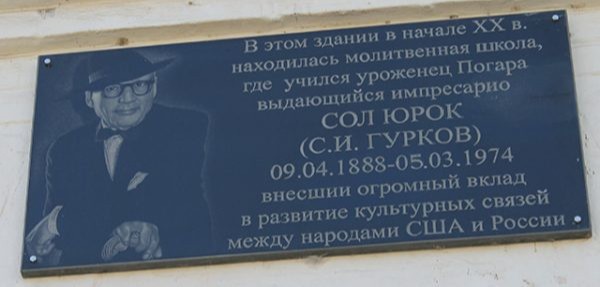 В этом здании в начале XX в.
находилась молитвенная школа,
где учился уроженец Погара
выдающийся импресарио
СОЛ ЮРОК
(С.И. ГУРКОВ)
09.04.1888-05.03.1974
внесший огромный вклад
в развитие культурных связей
между народами США и России